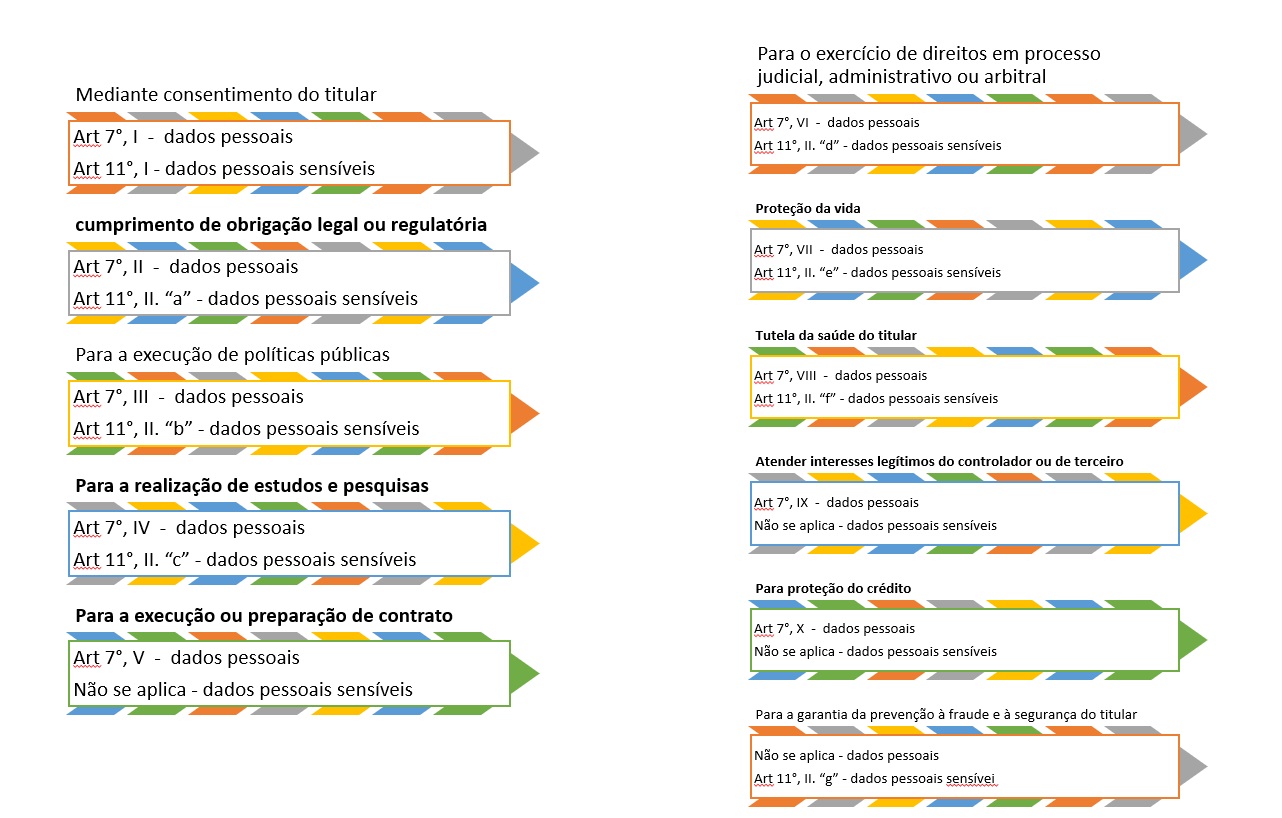 Mediante consentimento do titular
Art 7°, I  -  dados pessoais
Art 11°, I - dados pessoais sensíveis
cumprimento de obrigação legal ou regulatória
Art 7°, II  -  dados pessoais
Art 11°, II. “a” - dados pessoais sensíveis
Para a execução de políticas públicas
Art 7°, III  -  dados pessoais
Art 11°, II. “b” - dados pessoais sensíveis
Para a realização de estudos e pesquisas
Art 7°, IV  -  dados pessoais
Art 11°, II. “c” - dados pessoais sensíveis
Para a execução ou preparação de contrato
Art 7°, V  -  dados pessoais
Não se aplica - dados pessoais sensíveis
Para o exercício de direitos em processo
judicial, administrativo ou arbitral
Art 7°, VI  -  dados pessoais
Art 11°, II. “d” - dados pessoais sensíveis
Proteção da vida
Art 7°, VII  -  dados pessoais
Art 11°, II. “e” - dados pessoais sensíveis
Tutela da saúde do titular
Art 7°, VIII  -  dados pessoais
Art 11°, II. “f” - dados pessoais sensíveis
Atender interesses legítimos do controlador ou de terceiro
Art 7°, IX  -  dados pessoais
Não se aplica - dados pessoais sensíveis
Para proteção do crédito
Art 7°, X  -  dados pessoais
Não se aplica - dados pessoais sensíveis
Para a garantia da prevenção à fraude e à segurança do titular
Não se aplica - dados pessoais
Art 11°, II. “g” - dados pessoais sensívei